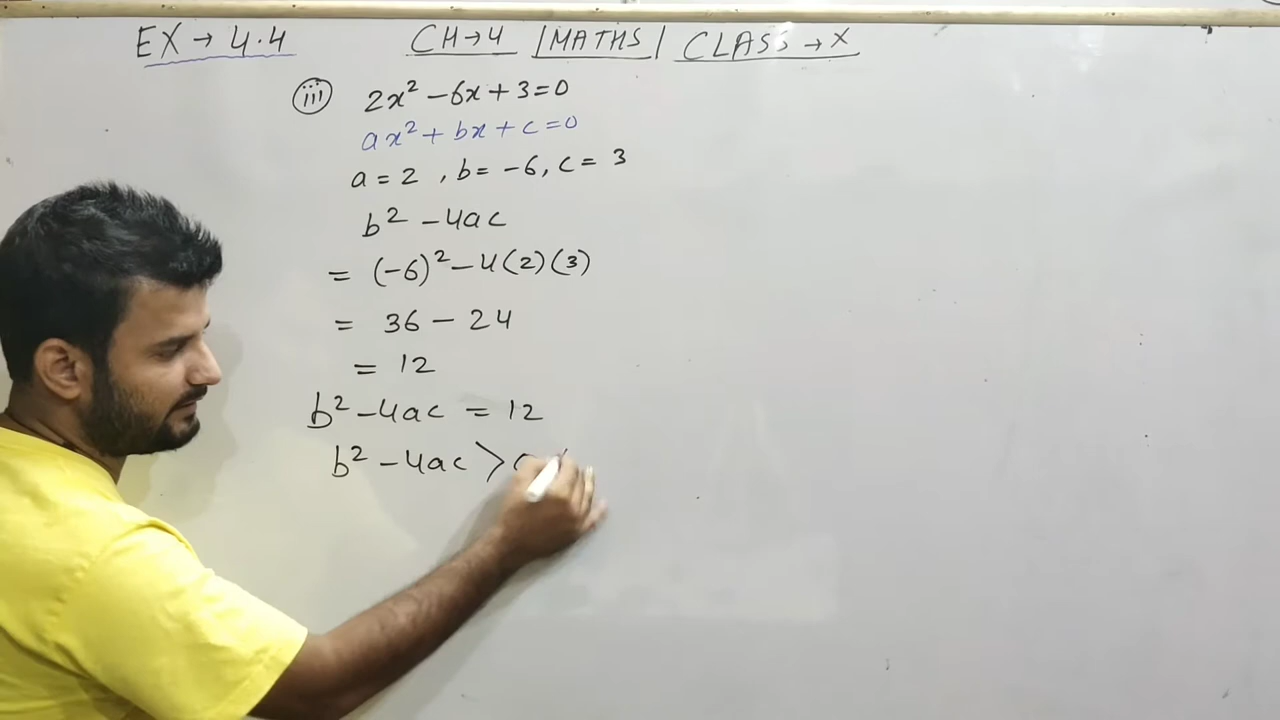 EX → 4.4 CH→4 |MATHS| CLASS → X
iii 2x² - 6x + 3 = 0
ax² + bx + c = 0
a = 2 , b = -6, c = 3
b² - 4ac
= (-6)² - 4(2)(3)
= 36 - 24
= 12
b² - 4ac = 12
b² - 4ac >